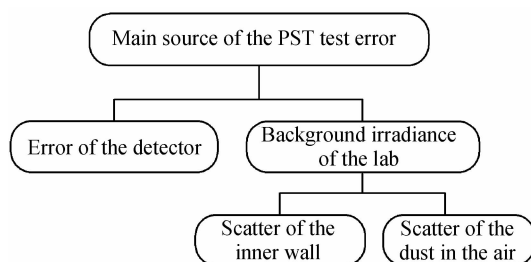 Main source of the PST test error
Error of the detector
Background irradiance
of the lab
Scatter of the
inner wall
Scatter of the
dust in the air